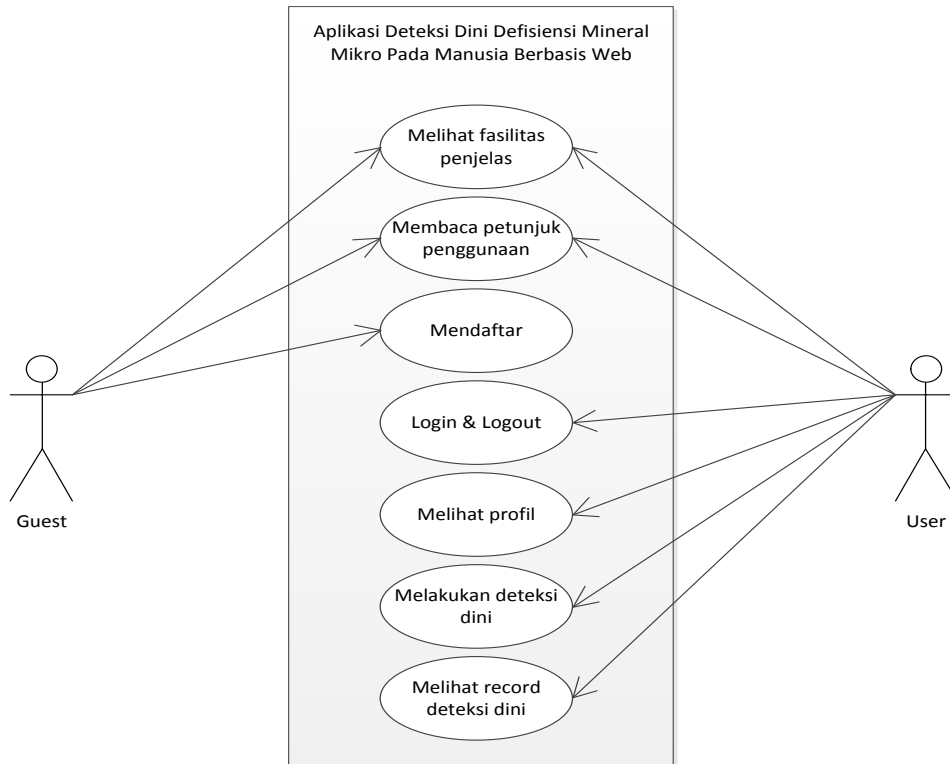 Aplikasi Deteksi Dini Defisiensi Mineral
Mikro Pada Manusia Berbasis Web
Melihat fasilitas
penjelas
Membaca petunjuk
penggunaan
Mendaftar
Login & Logout
Melihat profil
Melakukan deteksi
dini
Melihat record
deteksi dini
Guest
User